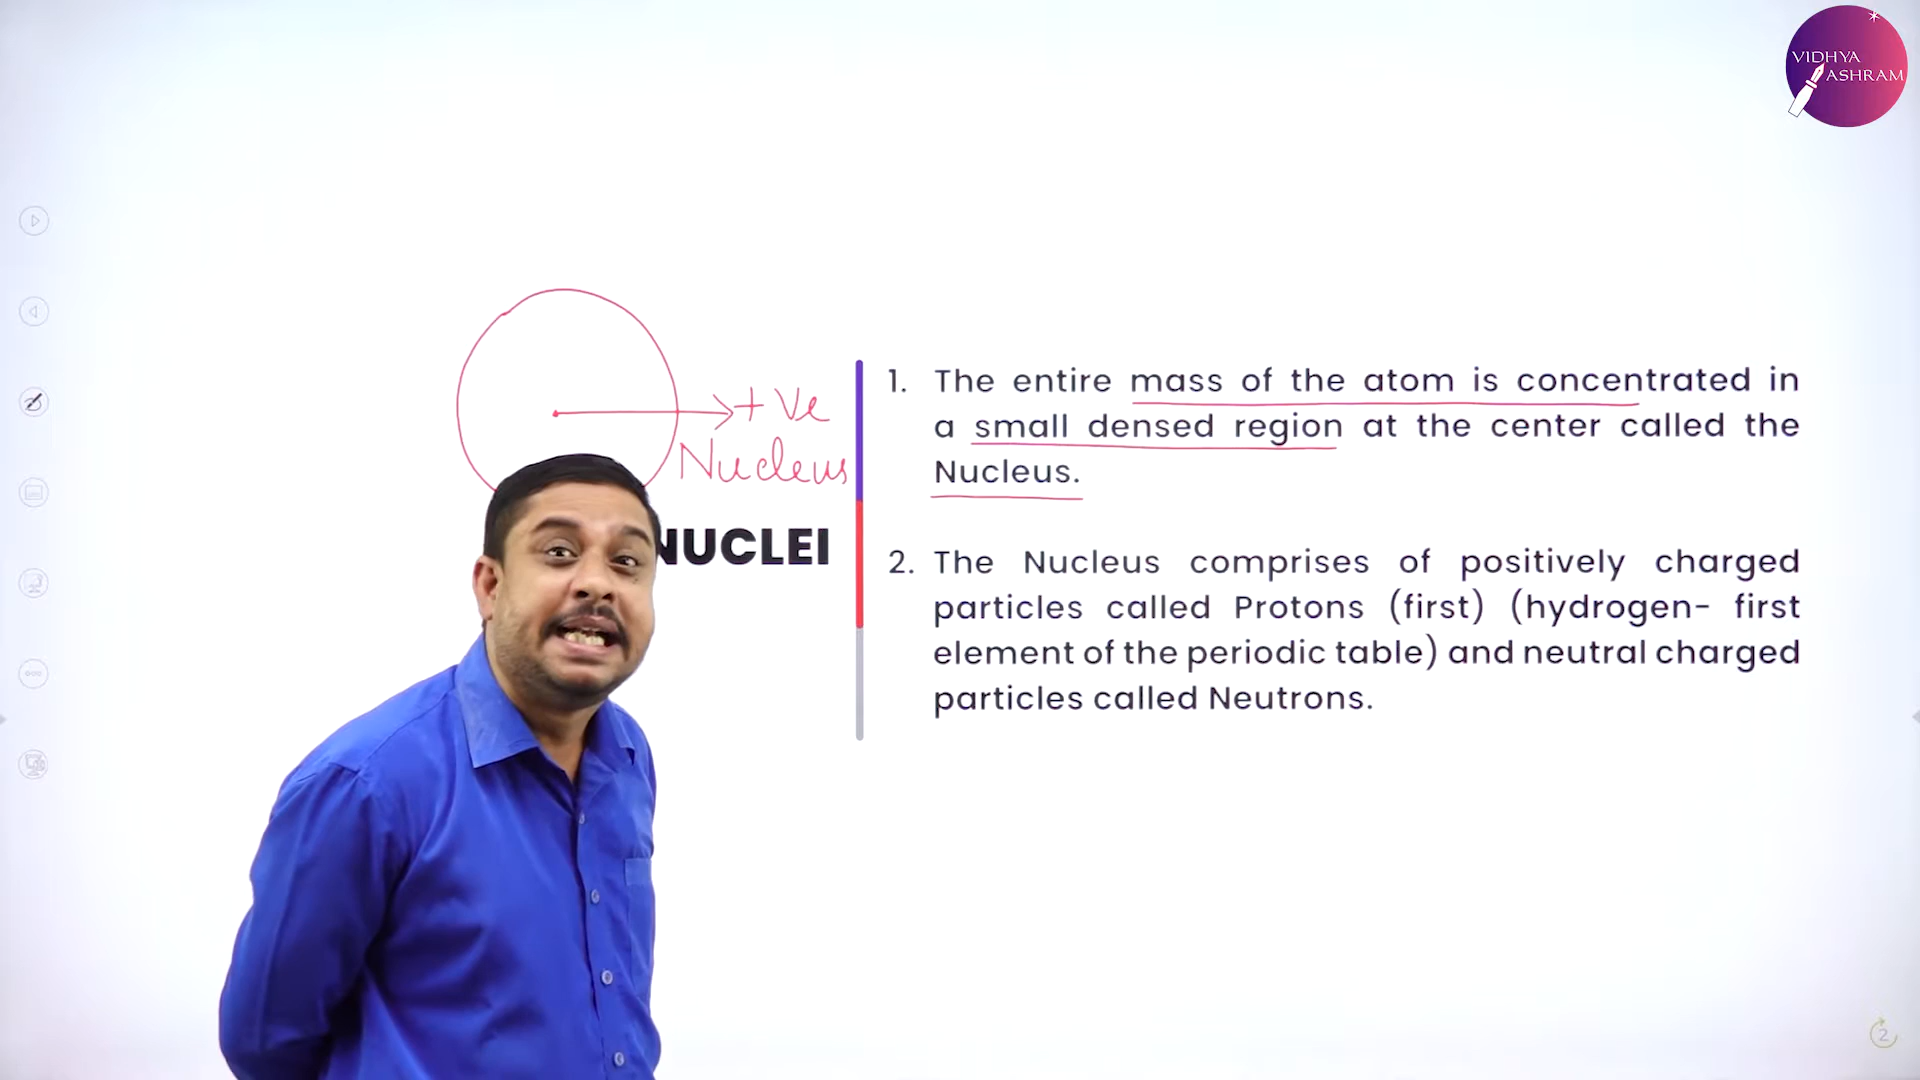 VIDHYA
ASHRAM
+ve
Nucleus
NUCLEI
1. The entire mass of the atom is concentrated in
a small densed region at the center called the
Nucleus.
2. The Nucleus comprises of positively charged
particles called Protons (first) (hydrogen- first
element of the periodic table) and neutral charged
particles called Neutrons.
2